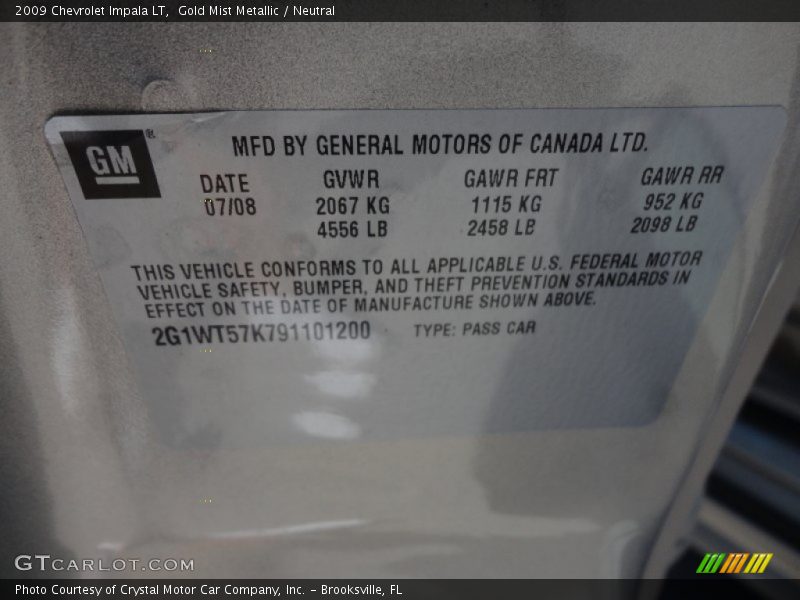 2009 Chevrolet Impala LT,  Gold Mist Metallic / Neutral
GM®
MFD BY GENERAL MOTORS OF CANADA LTD.
DATE GVWR GAWR FRT GAWR RR
07/08 2067 KG 1115 KG 952 KG
4556 LB 2458 LB 2098 LB
THIS VEHICLE CONFORMS TO ALL APPLICABLE U.S. FEDERAL MOTOR
VEHICLE SAFETY, BUMPER, AND THEFT PREVENTION STANDARDS IN
EFFECT ON THE DATE OF MANUFACTURE SHOWN ABOVE.
2G1WT57K791101200 TYPE: PASS CAR
GTCARLOT.COM
Photo Courtesy of Crystal Motor Car Company, Inc. – Brooksville, FL